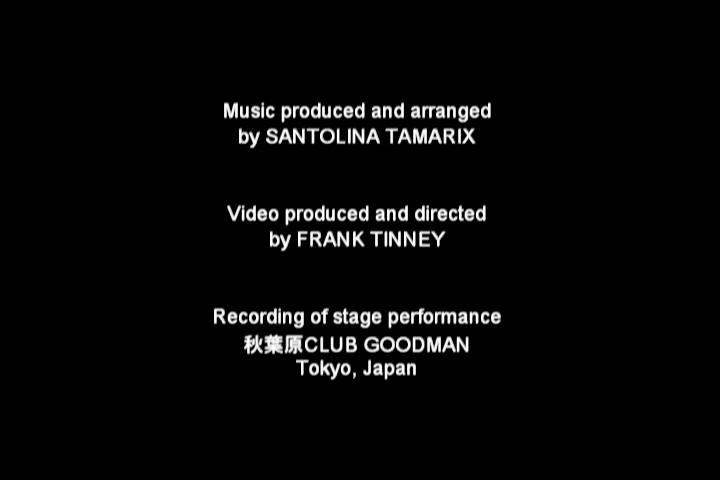 Music produced and arranged
by SANTOLINA TAMARIX
Video produced and directed
by FRANK TINNEY
Recording of stage performance
秋葉原CLUB GOODMAN
Tokyo, Japan